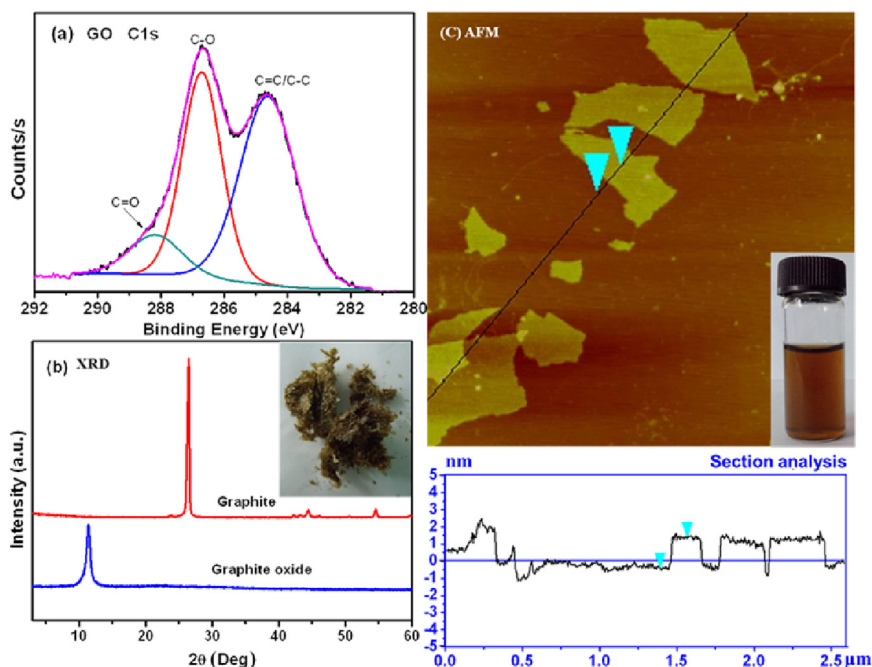 (a) GO C1s
C-O
C=C/C-C
C=O
Counts/s
292 290 288 286 284 282 280
Binding Energy (eV)
(b) XRD
Graphite
Graphite oxide
Intensity (a.u.)
10 20 30 40 50 60
2θ (Deg)
(C) AFM
nm Section analysis
5
4
3
2
1
0
-1
-2
-3
-4
-5
0.0 0.5 1.0 1.5 2.0 2.5 μm